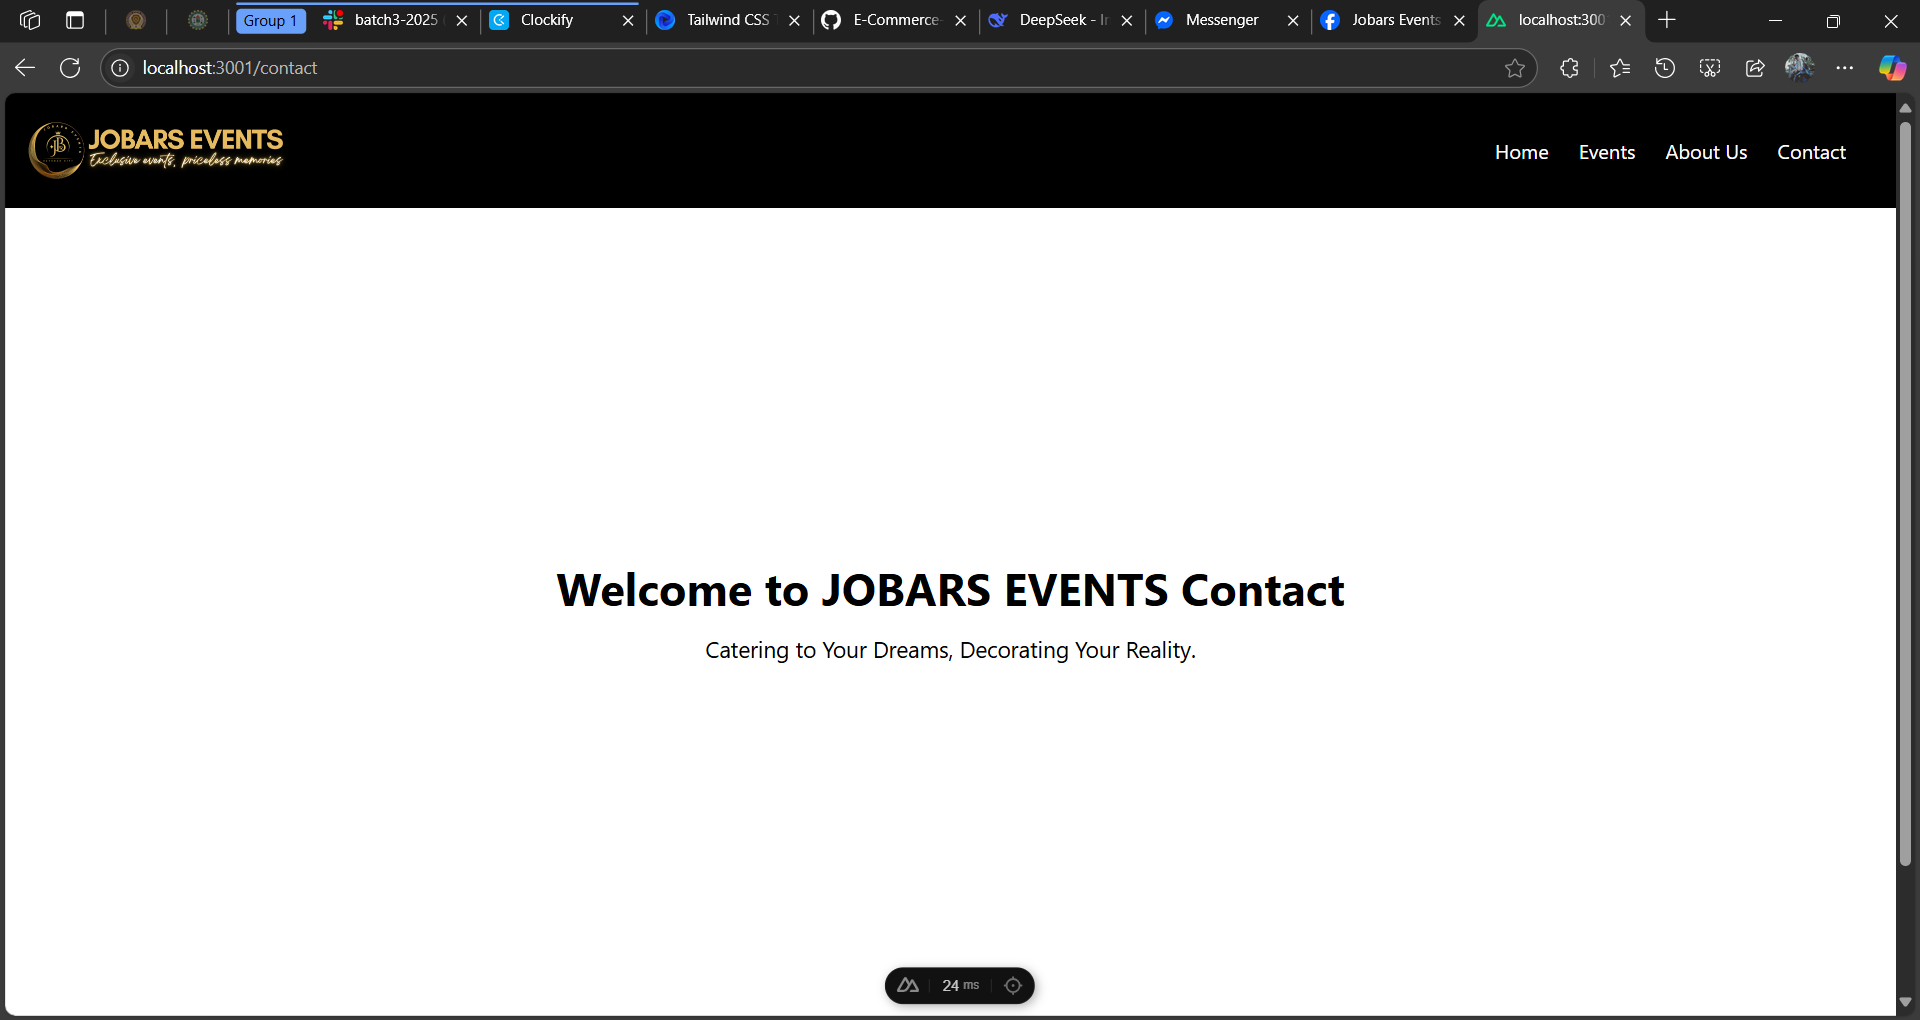 Group 1
batch3-2025
Clockify
Tailwind CSS
E-Commerce-
DeepSeek - Ir
Messenger
Jobars Events
localhost:300
localhost:3001/contact
JOBARS EVENTS
Exclusive events, priceless memories
Home
Events
About Us
Contact
Welcome to JOBARS EVENTS Contact
Catering to Your Dreams, Decorating Your Reality.
24 ms